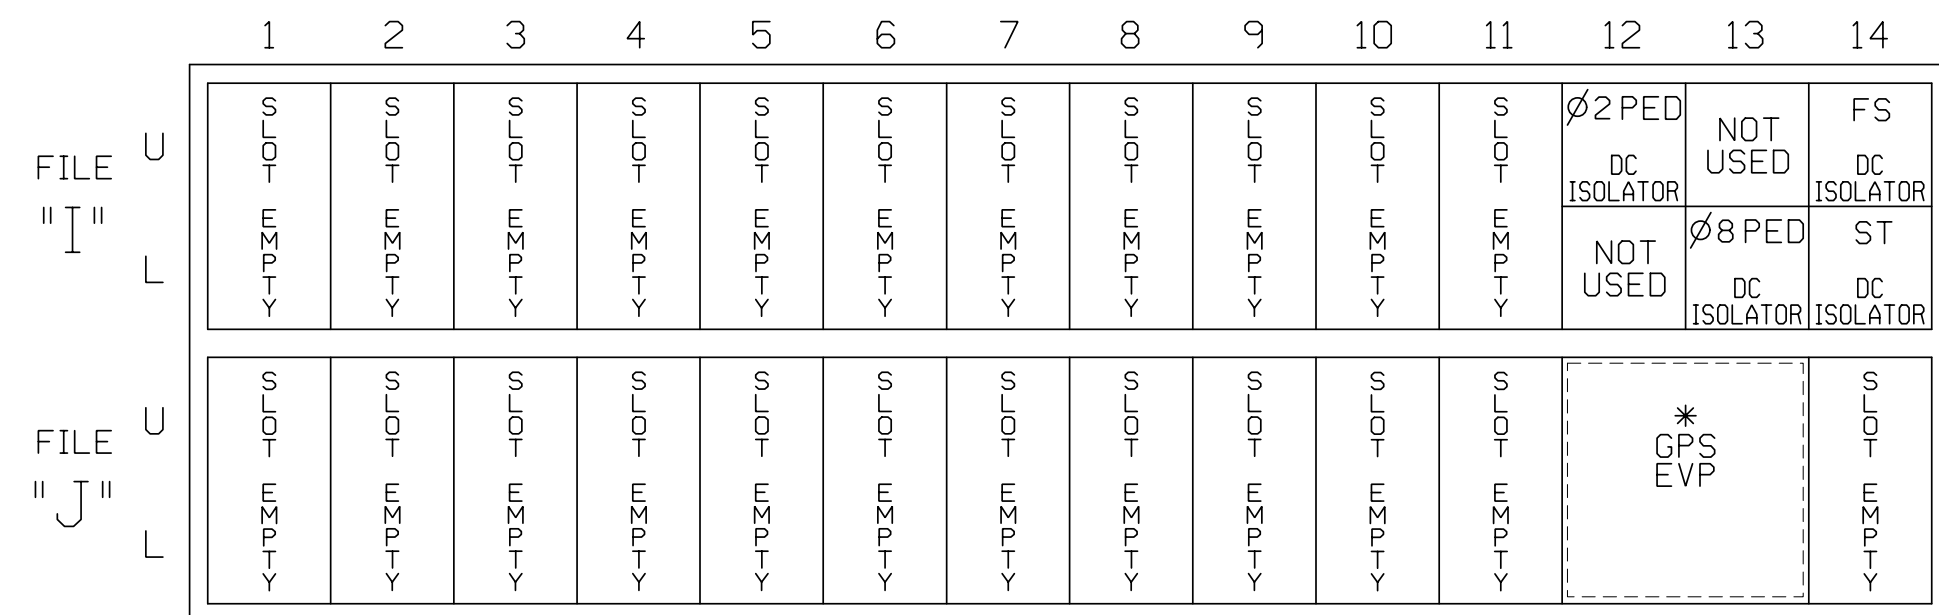 1 2 3 4 5 6 7 8 9 10 11 12 13 14
FILE "I"
U
L
SLOT EMPTY
SLOT EMPTY
SLOT EMPTY
SLOT EMPTY
SLOT EMPTY
SLOT EMPTY
SLOT EMPTY
SLOT EMPTY
SLOT EMPTY
SLOT EMPTY
SLOT EMPTY
Ø2 PED
DC
ISOLATOR
NOT
USED
NOT
USED
Ø8 PED
DC
ISOLATOR
FS
DC
ISOLATOR
ST
DC
ISOLATOR
FILE "J"
U
L
SLOT EMPTY
SLOT EMPTY
SLOT EMPTY
SLOT EMPTY
SLOT EMPTY
SLOT EMPTY
SLOT EMPTY
SLOT EMPTY
SLOT EMPTY
SLOT EMPTY
SLOT EMPTY
*
GPS
EVP
SLOT EMPTY